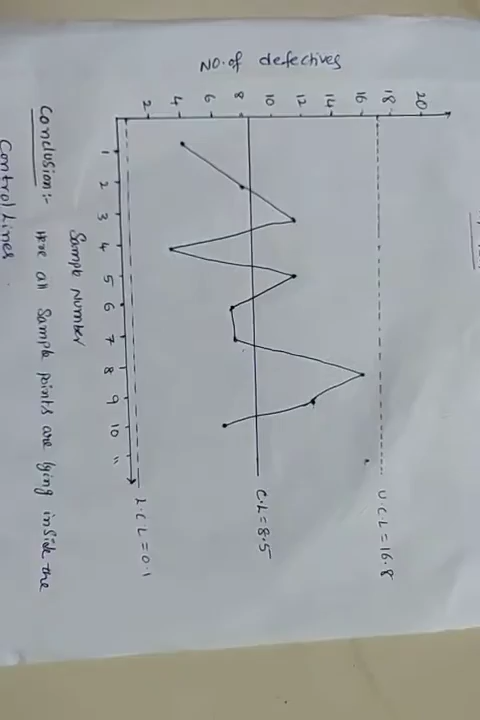 No. of defectives
20
18
16
14
12
10
8
6
4
2
U.C.L = 16.8
C.L = 8.5
L.C.L = 0.1
1 2 3 4 5 6 7 8 9 10 11
Sample Number
Conclusion:- Here all Sample points are lying inside the
Control Lines